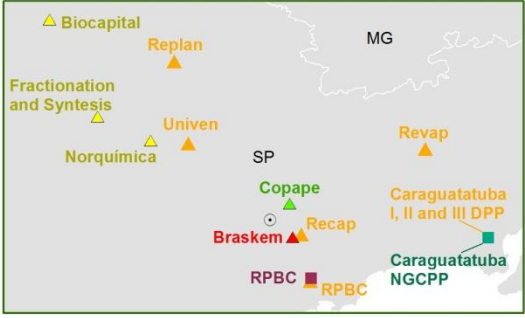 Biocapital
Replan
MG
Fractionation
and Syntesis
Univen
Norquímica
Revap
SP
Copape
Caraguatatuba
I, II and III DPP
Recap
Braskem
Caraguatatuba
NGCPP
RPBC
RPBC